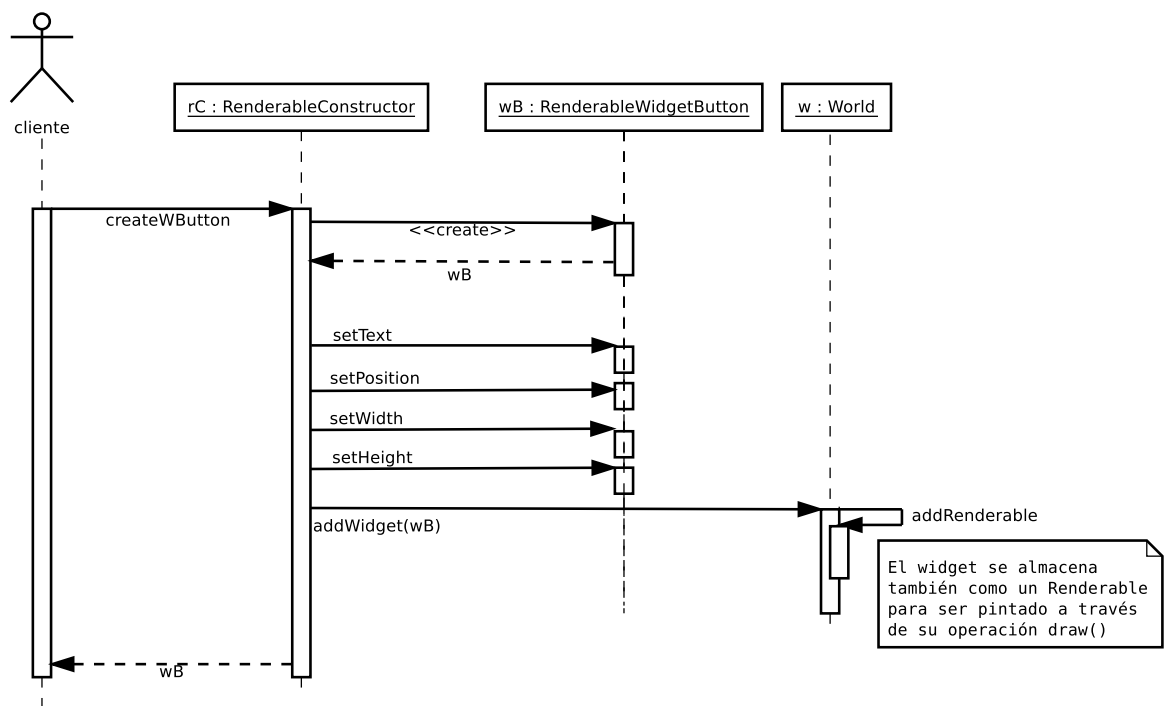 cliente
rC : RenderableConstructor
wB : RenderableWidgetButton
w : World
createWButton
<<create>>
wB
setText
setPosition
setWidth
setHeight
addWidget(wB)
addRenderable
El widget se almacena
también como un Renderable
para ser pintado a través
de su operación draw()
wB